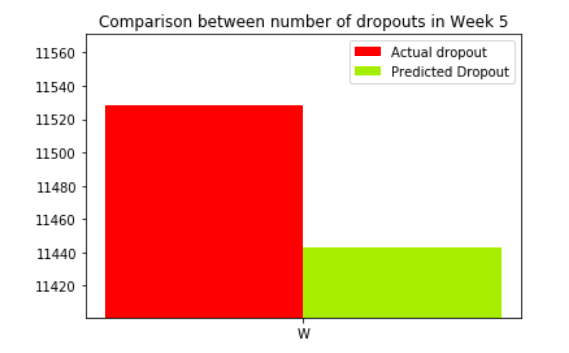 Comparison between number of dropouts in Week 5
11560
11540
11520
11500
11480
11460
11440
11420
Actual dropout
Predicted Dropout
W